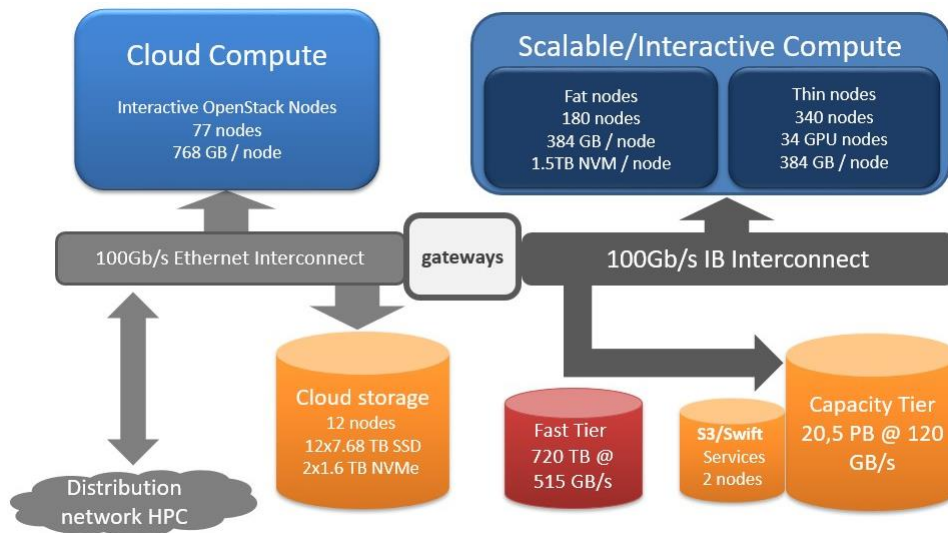 Cloud Compute
Interactive OpenStack Nodes
77 nodes
768 GB / node
Scalable/Interactive Compute
Fat nodes
180 nodes
384 GB / node
1.5TB NVM / node
Thin nodes
340 nodes
34 GPU nodes
384 GB / node
100Gb/s Ethernet Interconnect
gateways
100Gb/s IB Interconnect
Cloud storage
12 nodes
12x7.68 TB SSD
2x1.6 TB NVMe
Fast Tier
720 TB @
515 GB/s
S3/Swift
Services
2 nodes
Capacity Tier
20,5 PB @ 120
GB/s
Distribution
network HPC